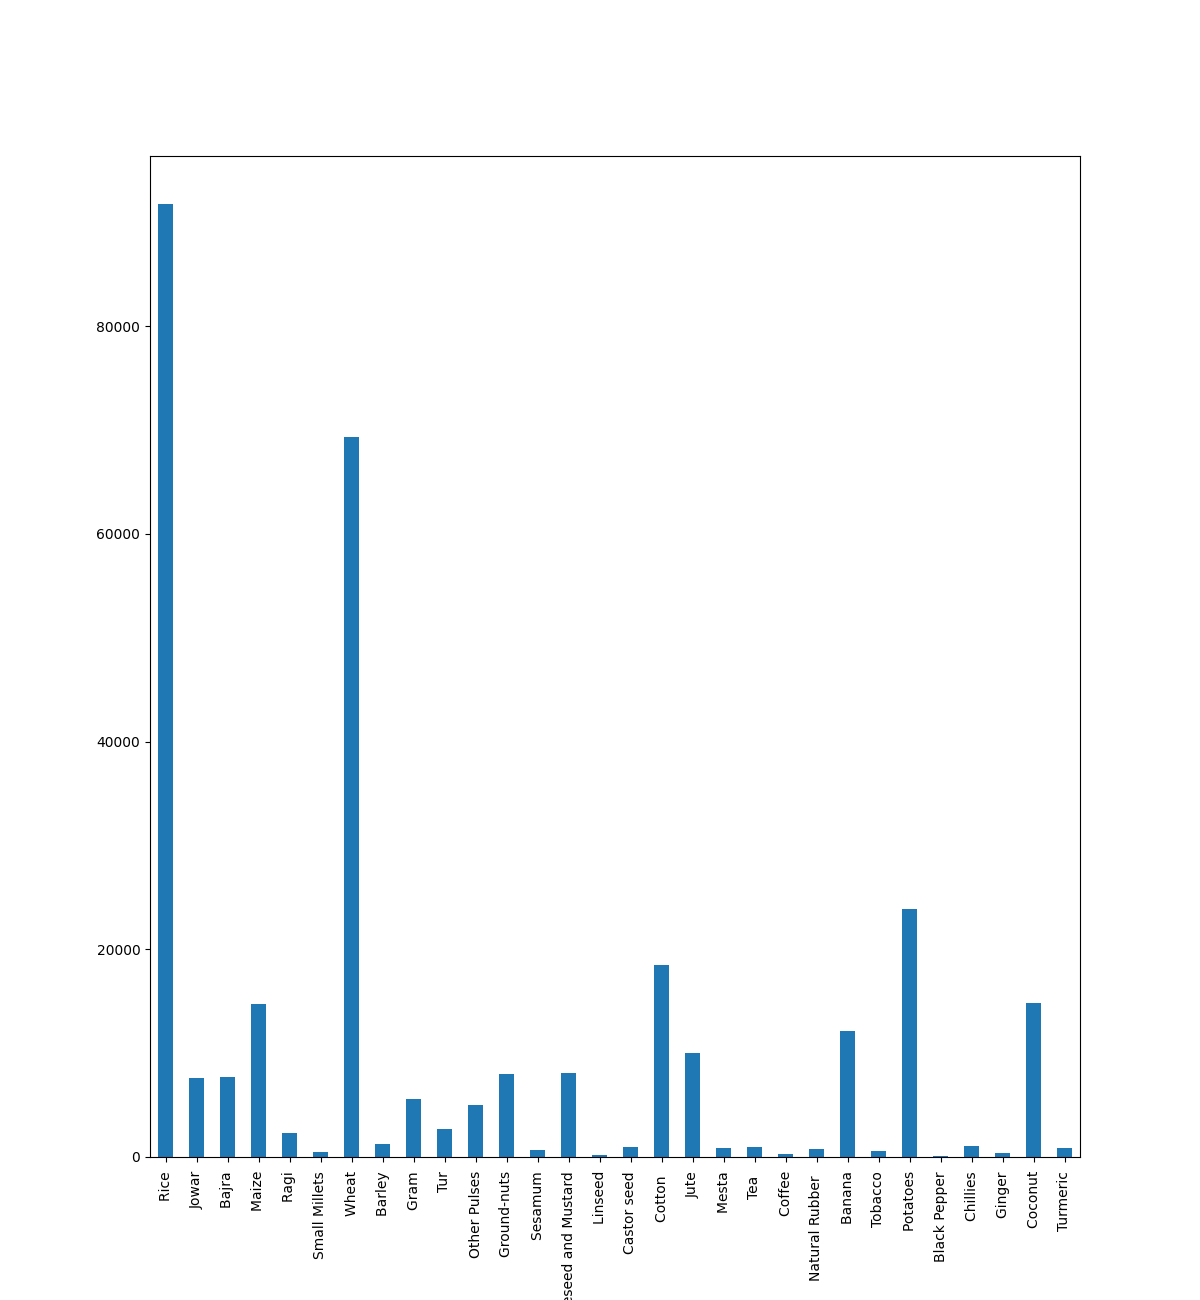 80000
60000
40000
20000
0
Rice
Jowar
Bajra
Maize
Ragi
Small Millets
Wheat
Barley
Gram
Tur
Other Pulses
Ground-nuts
Sesamum
eseed and Mustard
Linseed
Castor seed
Cotton
Jute
Mesta
Tea
Coffee
Natural Rubber
Banana
Tobacco
Potatoes
Black Pepper
Chillies
Ginger
Coconut
Turmeric